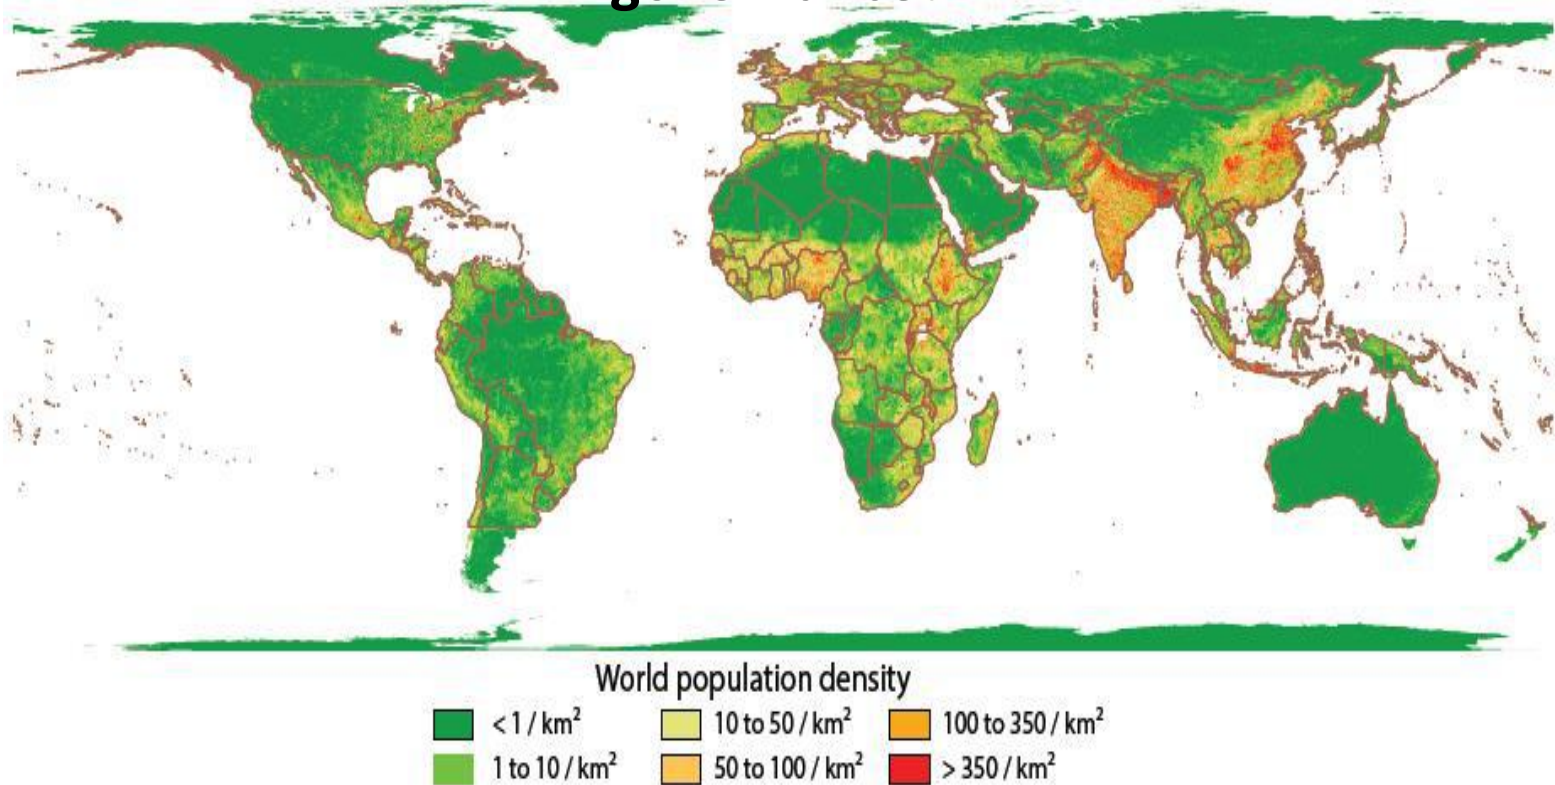 World population density
< 1 / km² 10 to 50 / km² 100 to 350 / km²
1 to 10 / km² 50 to 100 / km² > 350 / km²